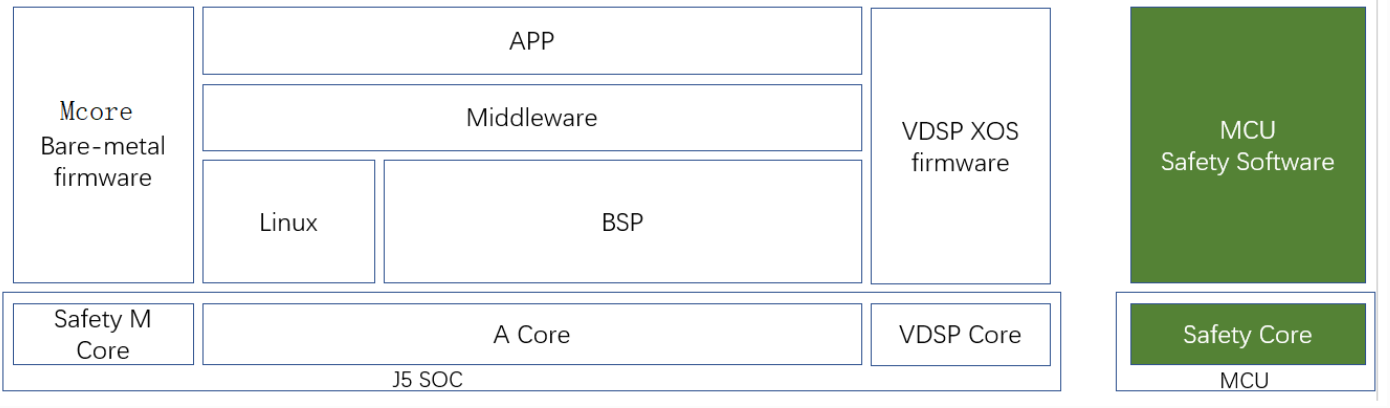 APP
Mcore
Bare-metal
firmware
Middleware
VDSP XOS
firmware
MCU
Safety Software
Linux
BSP
Safety M
Core
A Core
VDSP Core
Safety Core
J5 SOC
MCU